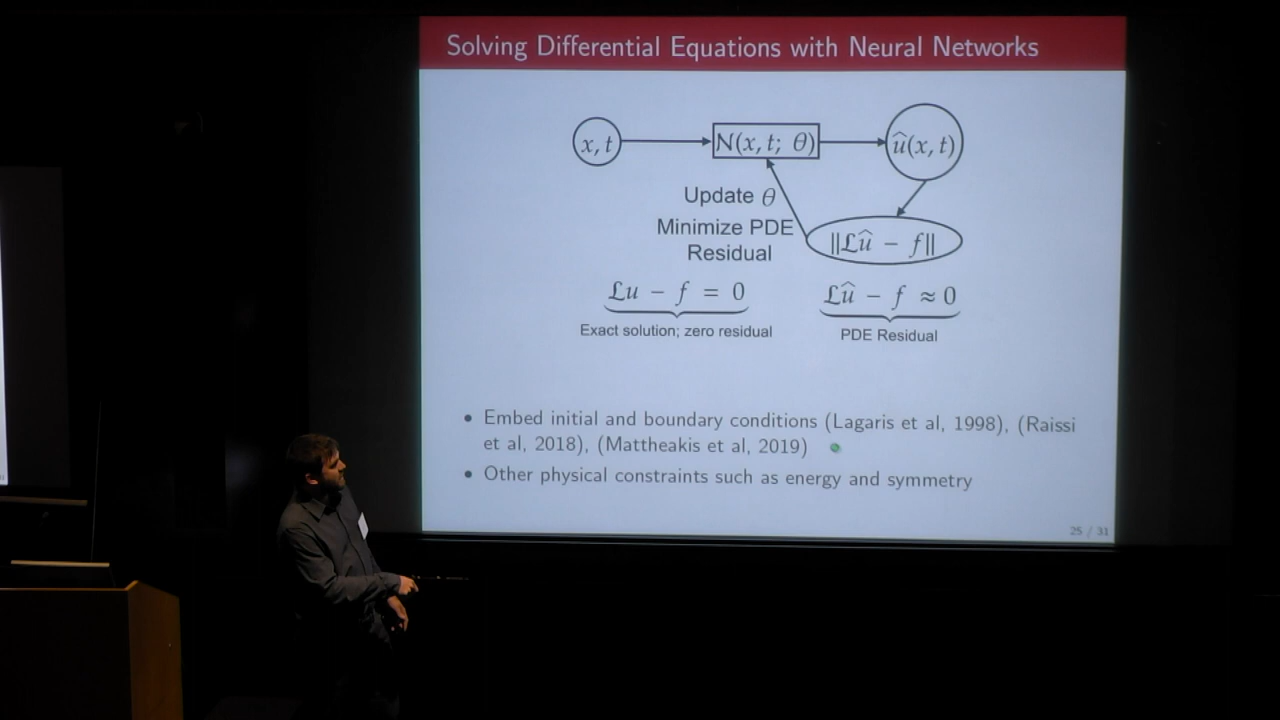 Solving Differential Equations with Neural Networks
x, t
N(x, t; θ)
û(x, t)
Update θ
Minimize PDE
Residual
‖ℒû − f‖
ℒu − f = 0
ℒû − f ≈ 0
Exact solution; zero residual
PDE Residual
• Embed initial and boundary conditions (Lagaris et al, 1998), (Raissi
et al, 2018), (Mattheakis et al, 2019)
• Other physical constraints such as energy and symmetry
25 / 31